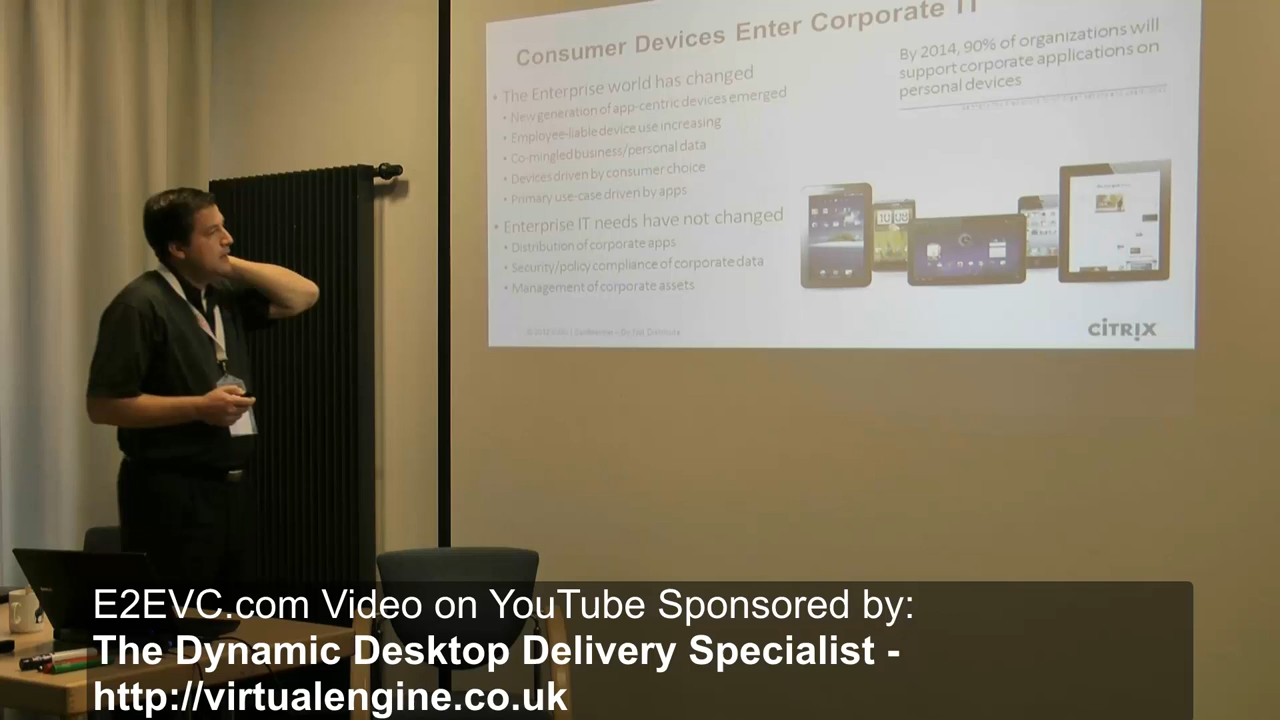 Consumer Devices Enter Corporate IT
By 2014, 90% of organizations will
support corporate applications on
personal devices
• The Enterprise world has changed
• New generation of app-centric devices emerged
• Employee-liable device use increasing
• Co-mingled business/personal data
• Devices driven by consumer choice
• Primary use-case driven by apps
• Enterprise IT needs have not changed
• Distribution of corporate apps
• Security/policy compliance of corporate data
• Management of corporate assets
CİTRIX
E2EVC.com Video on YouTube Sponsored by:
The Dynamic Desktop Delivery Specialist -
http://virtualengine.co.uk